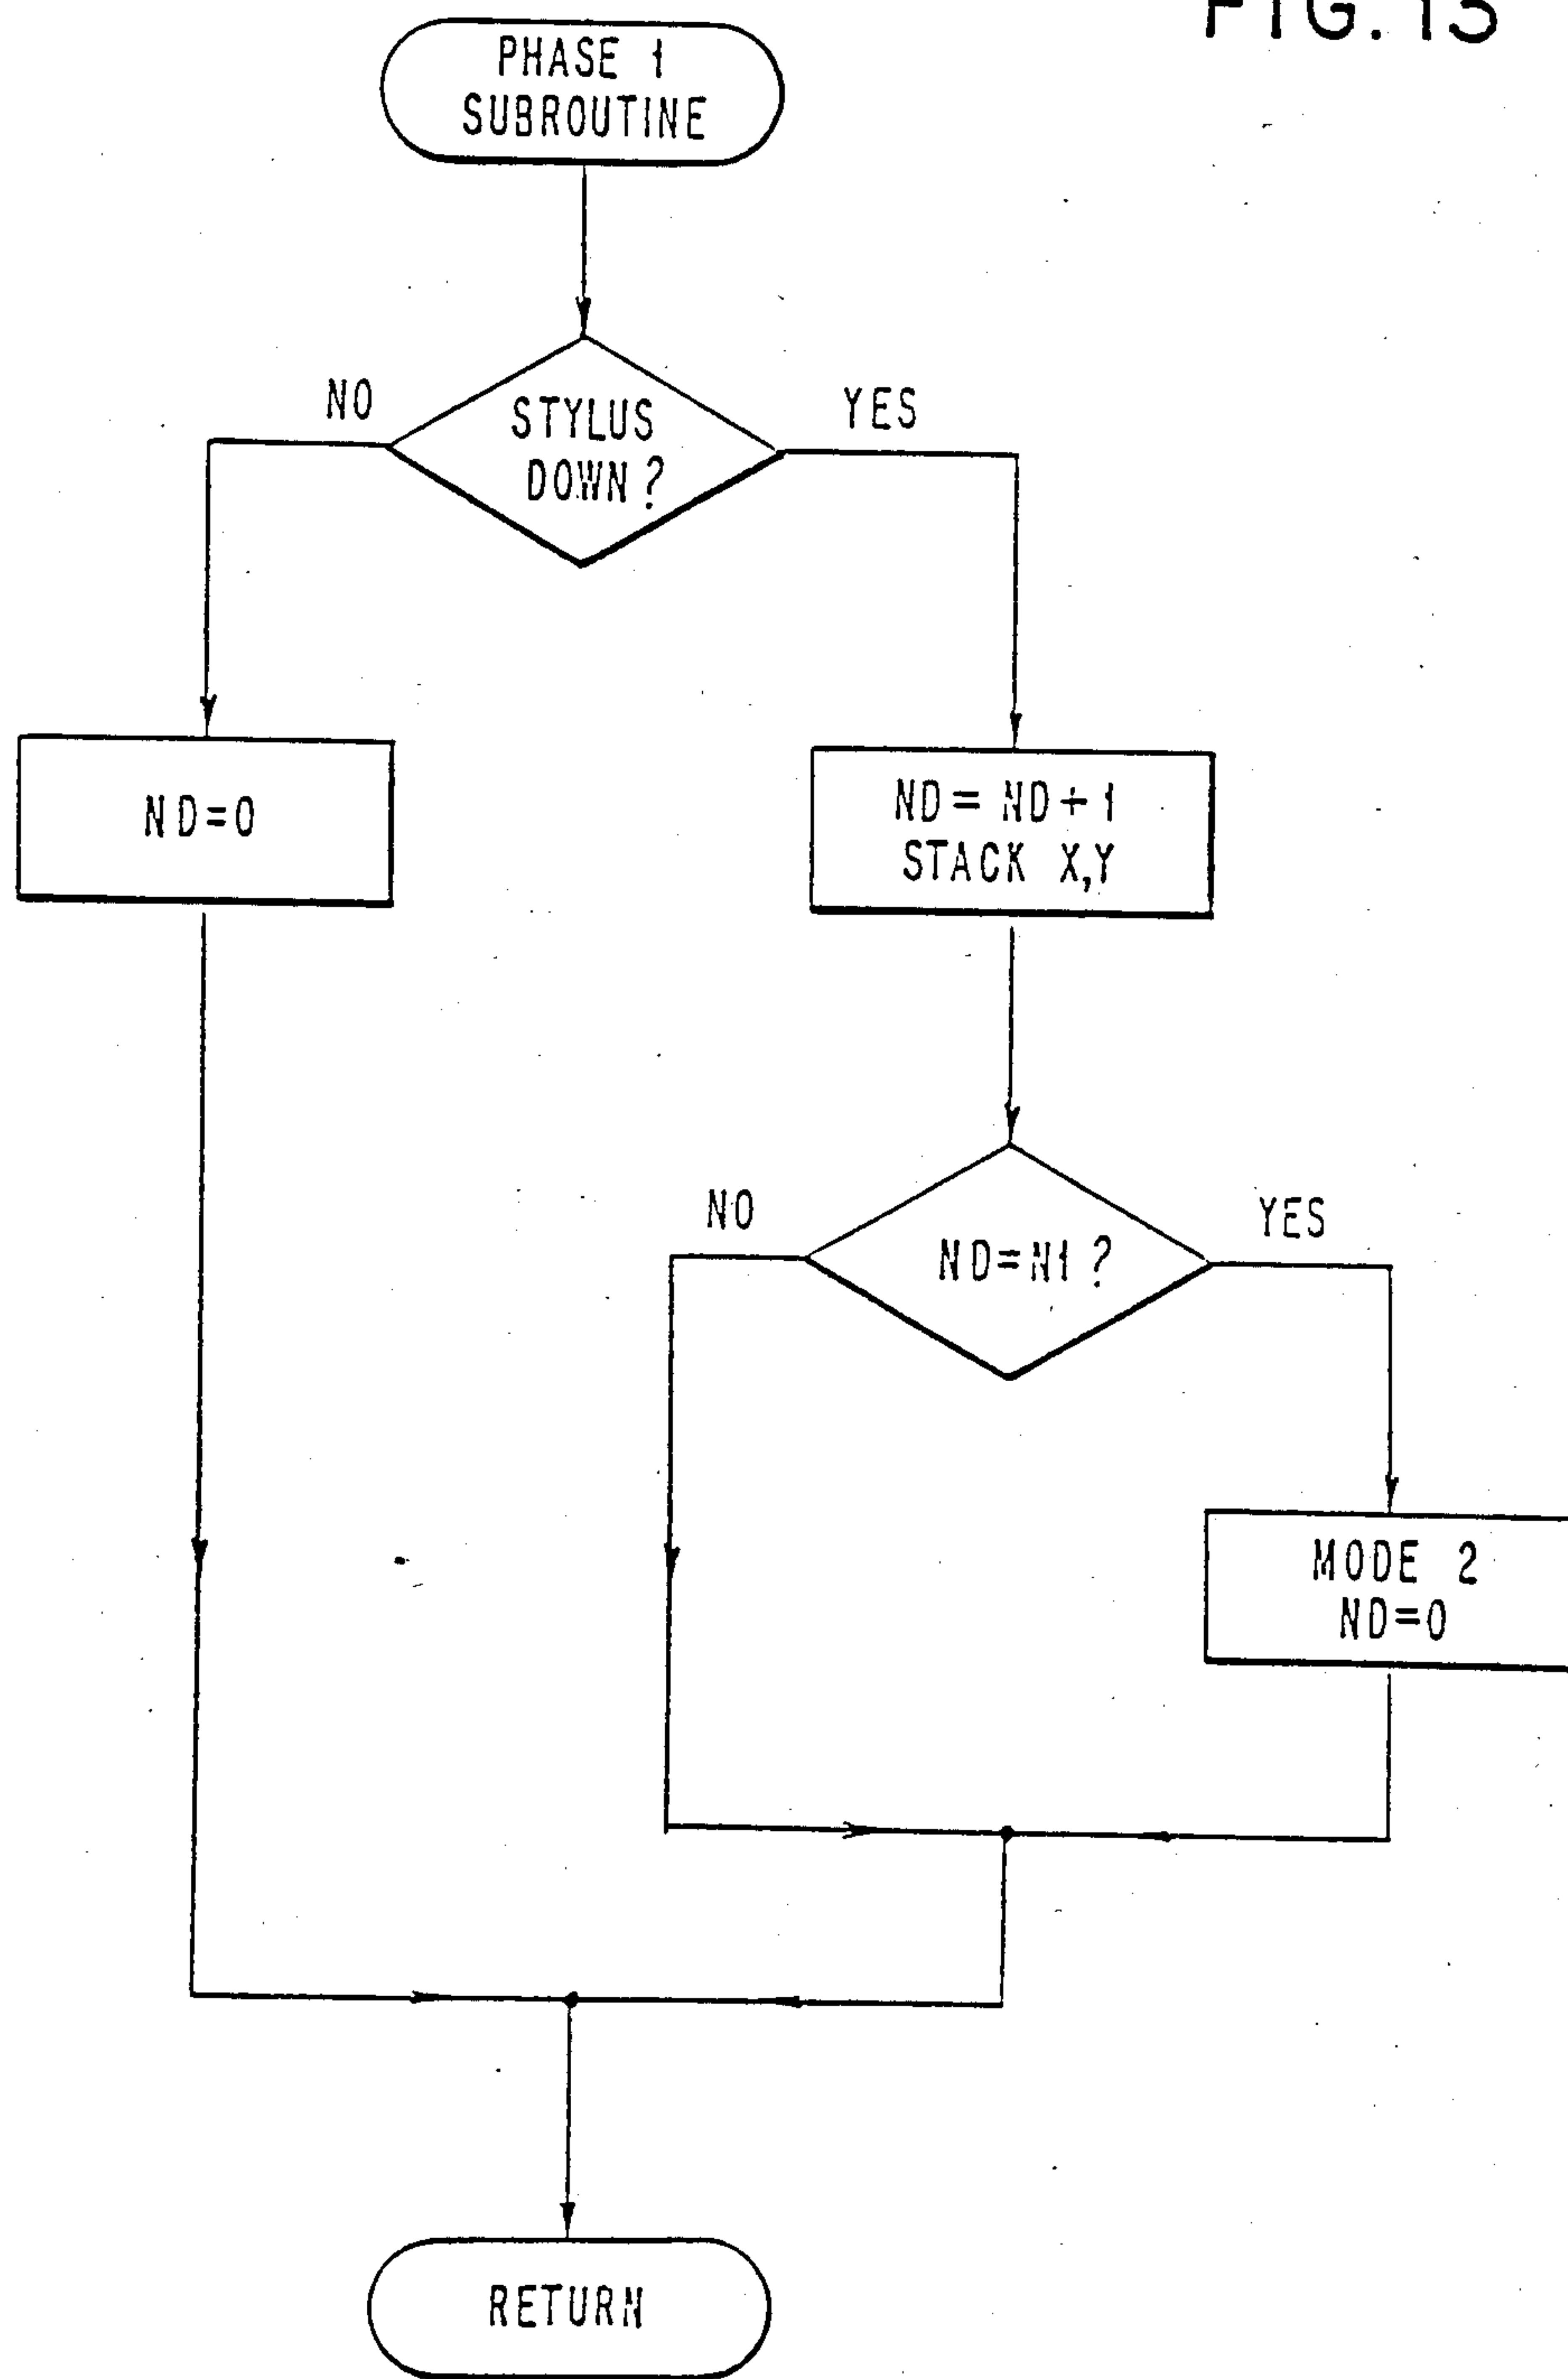 FIG. 13
PHASE 1
SUBROUTINE
STYLUS
DOWN?
NO
YES
ND=0
ND=ND+1
STACK X,Y
ND=N1?
NO
YES
MODE 2
ND=0
RETURN